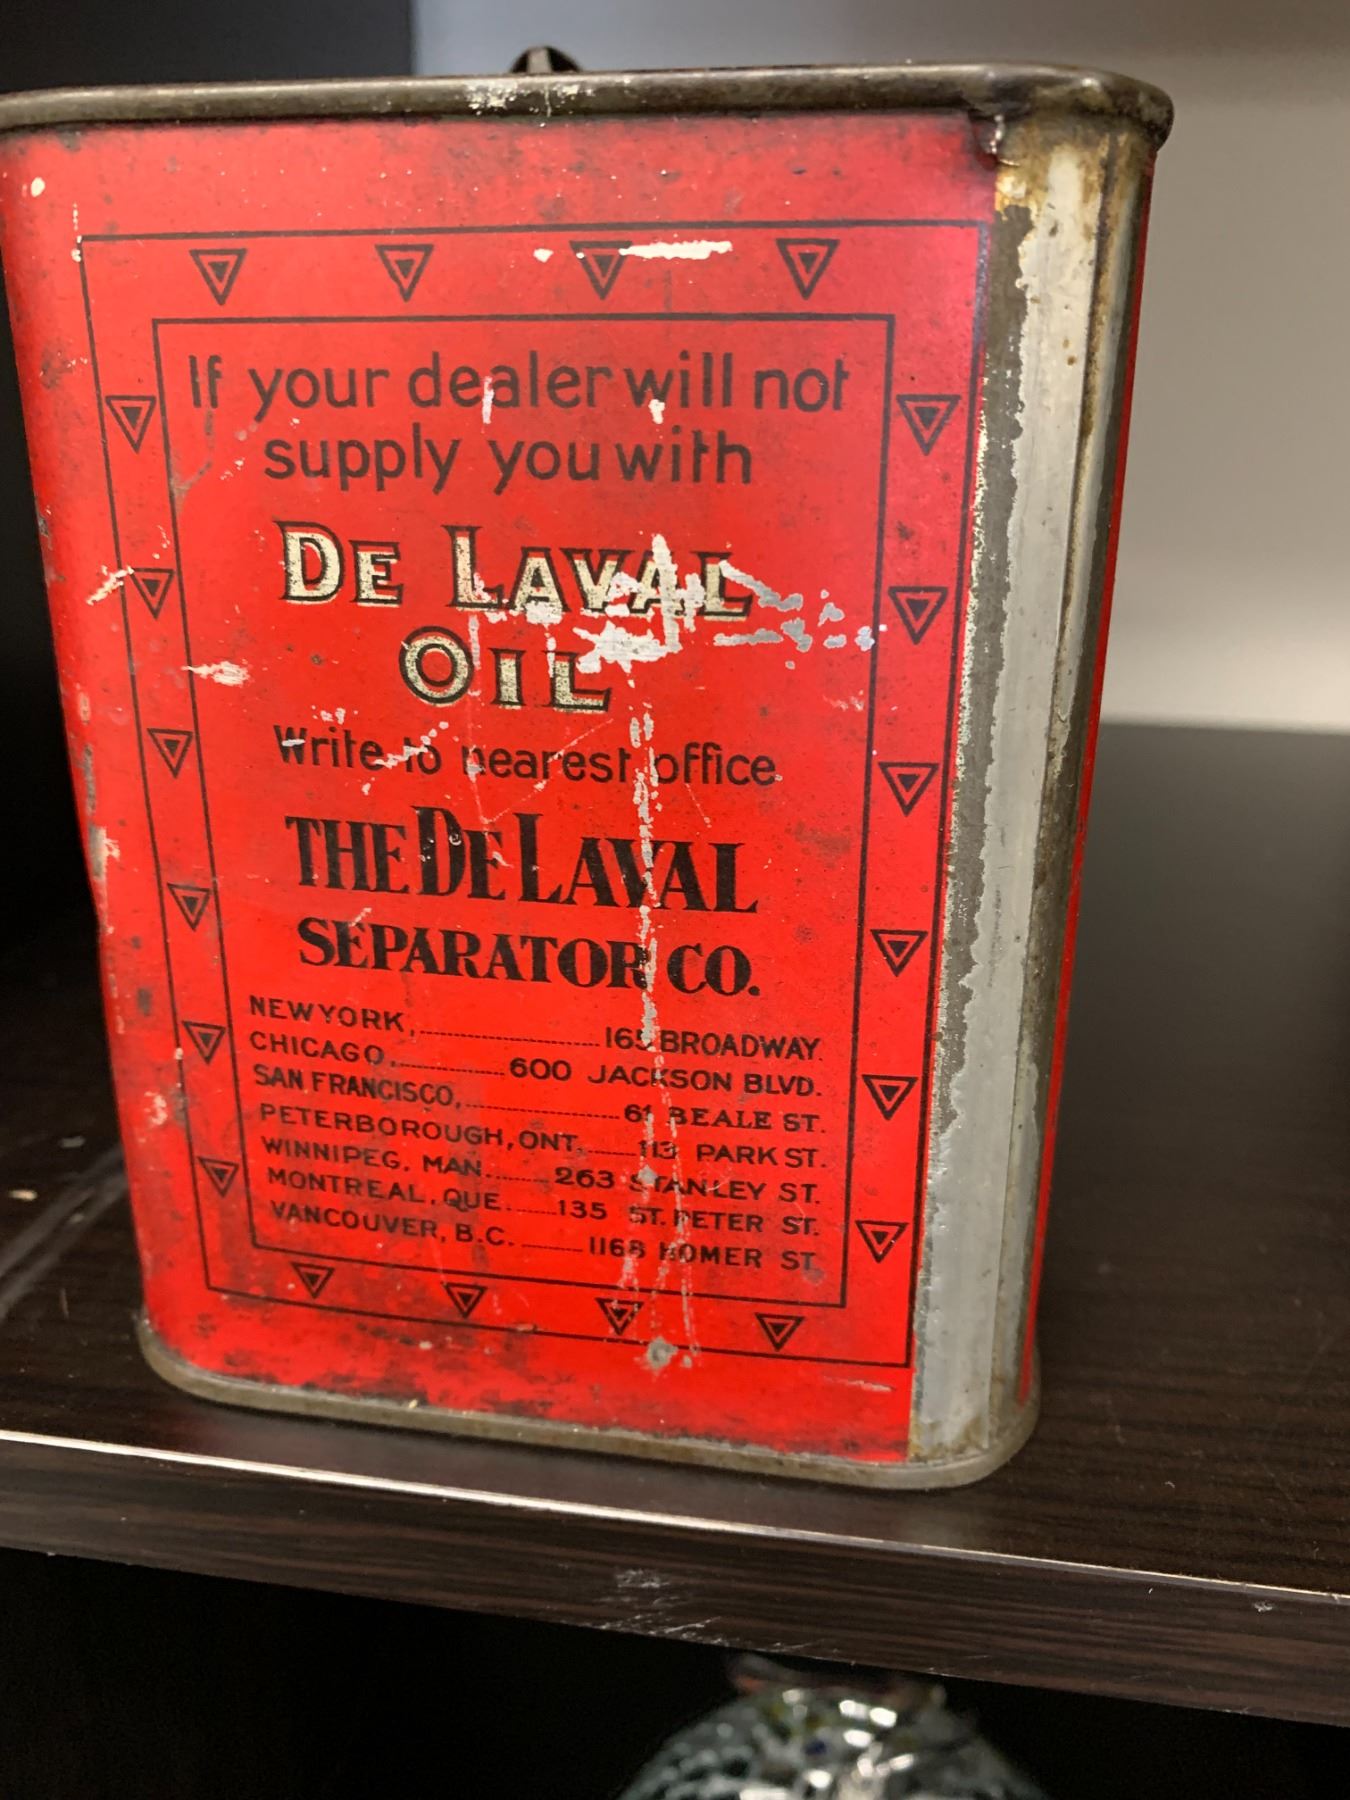 If your dealer will not
supply you with
DE LAVAL
OIL
Write to nearest office
THE DE LAVAL
SEPARATOR CO.
NEW YORK, 165 BROADWAY.
CHICAGO, 600 JACKSON BLVD.
SAN FRANCISCO, 61 BEALE ST.
PETERBOROUGH, ONT. 113 PARK ST.
WINNIPEG, MAN. 263 STANLEY ST.
MONTREAL, QUE. 135 ST. PETER ST.
VANCOUVER, B.C. 1168 HOMER ST.